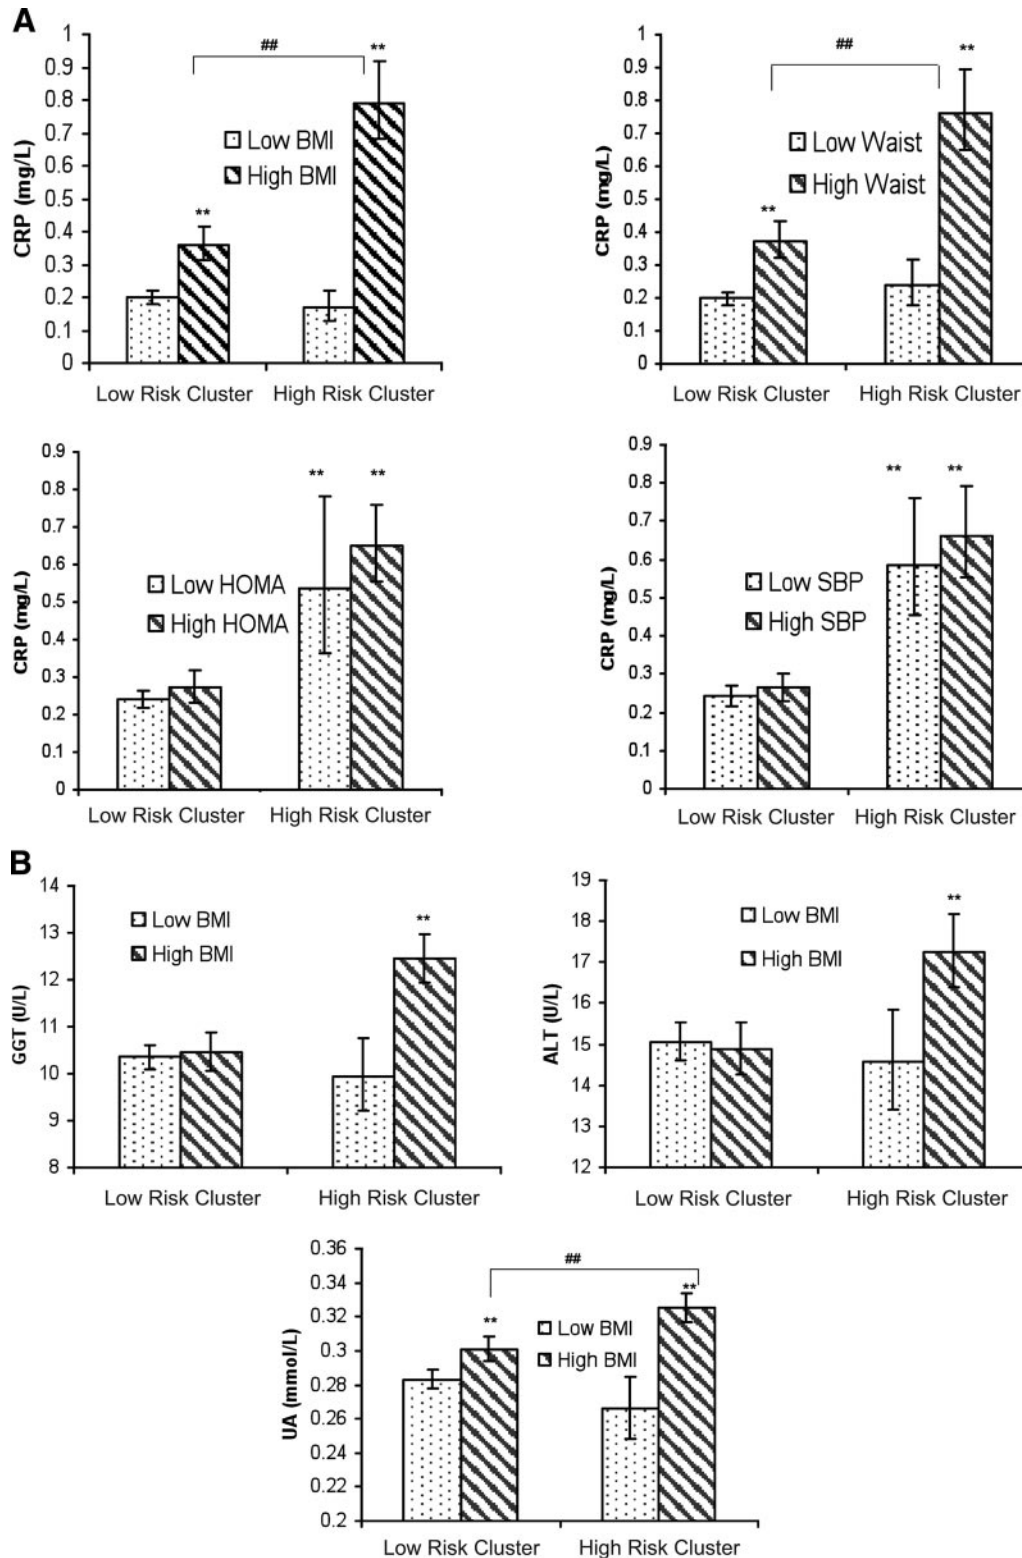 A
1
0.9
0.8
0.7
0.6
0.5
0.4
0.3
0.2
0.1
0
CRP (mg/L)
##
**
**
Low BMI
High BMI
Low Risk Cluster High Risk Cluster
1
0.9
0.8
0.7
0.6
0.5
0.4
0.3
0.2
0.1
0
CRP (mg/L)
##
**
**
Low Waist
High Waist
Low Risk Cluster High Risk Cluster
0.9
0.8
0.7
0.6
0.5
0.4
0.3
0.2
0.1
0
CRP (mg/L)
** **
Low HOMA
High HOMA
Low Risk Cluster High Risk Cluster
0.9
0.8
0.7
0.6
0.5
0.4
0.3
0.2
0.1
0
CRP (mg/L)
** **
Low SBP
High SBP
Low Risk Cluster High Risk Cluster
B
14
13
12
11
10
9
8
GGT (U/L)
**
Low BMI
High BMI
Low Risk Cluster High Risk Cluster
19
18
17
16
15
14
13
12
ALT (U/L)
**
Low BMI
High BMI
Low Risk Cluster High Risk Cluster
0.36
0.34
0.32
0.3
0.28
0.26
0.24
0.22
0.2
UA (mmol/L)
##
**
**
Low BMI
High BMI
Low Risk Cluster High Risk Cluster